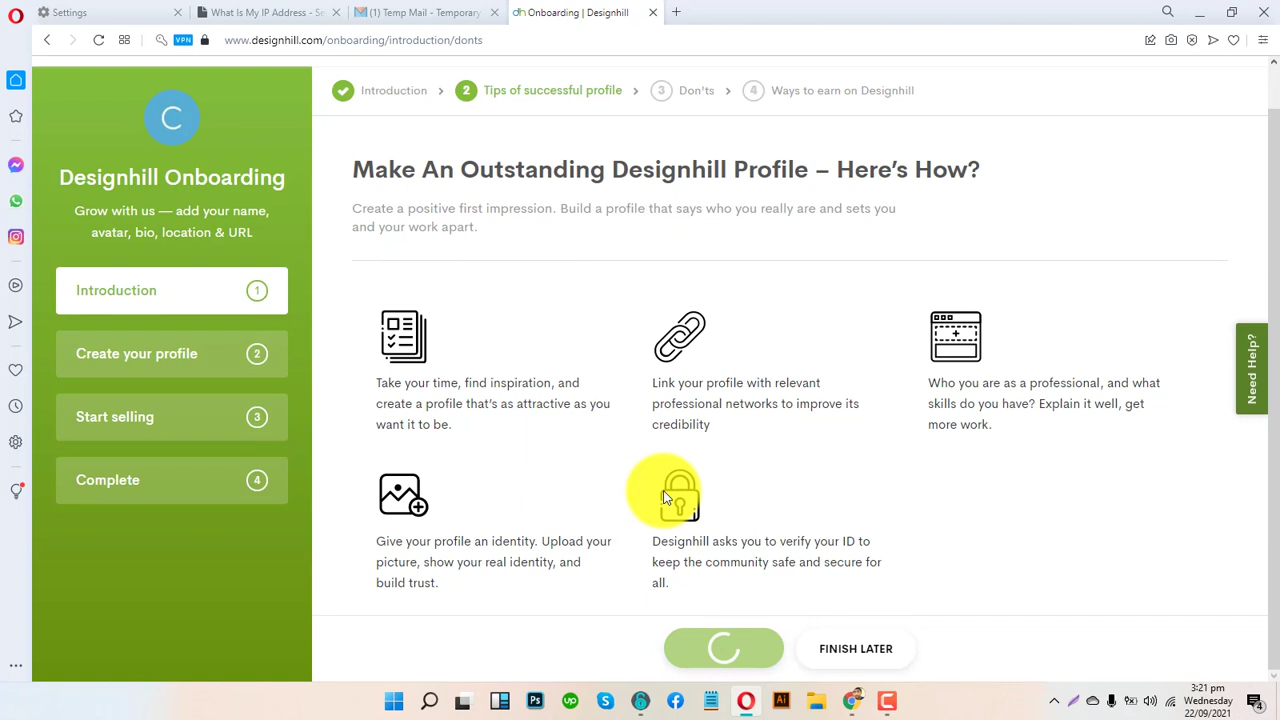 Settings
What Is My IP Address - S
(1) Temp Mail - Temporary
dh Onboarding | Designhill
VPN
www.designhill.com/onboarding/introduction/donts
C
Designhill Onboarding
Grow with us — add your name,
avatar, bio, location & URL
Introduction 1
Create your profile 2
Start selling 3
Complete 4
Introduction
2 Tips of successful profile
3 Don'ts
4 Ways to earn on Designhill
Make An Outstanding Designhill Profile – Here's How?
Create a positive first impression. Build a profile that says who you really are and sets you
and your work apart.
Take your time, find inspiration, and
create a profile that's as attractive as you
want it to be.
Link your profile with relevant
professional networks to improve its
credibility
Who you are as a professional, and what
skills do you have? Explain it well, get
more work.
Give your profile an identity. Upload your
picture, show your real identity, and
build trust.
Designhill asks you to verify your ID to
keep the community safe and secure for
all.
FINISH LATER
Need Help?
Ps
up
S
Ai
C
3:21 pm
Wednesday
22/09/2021
4